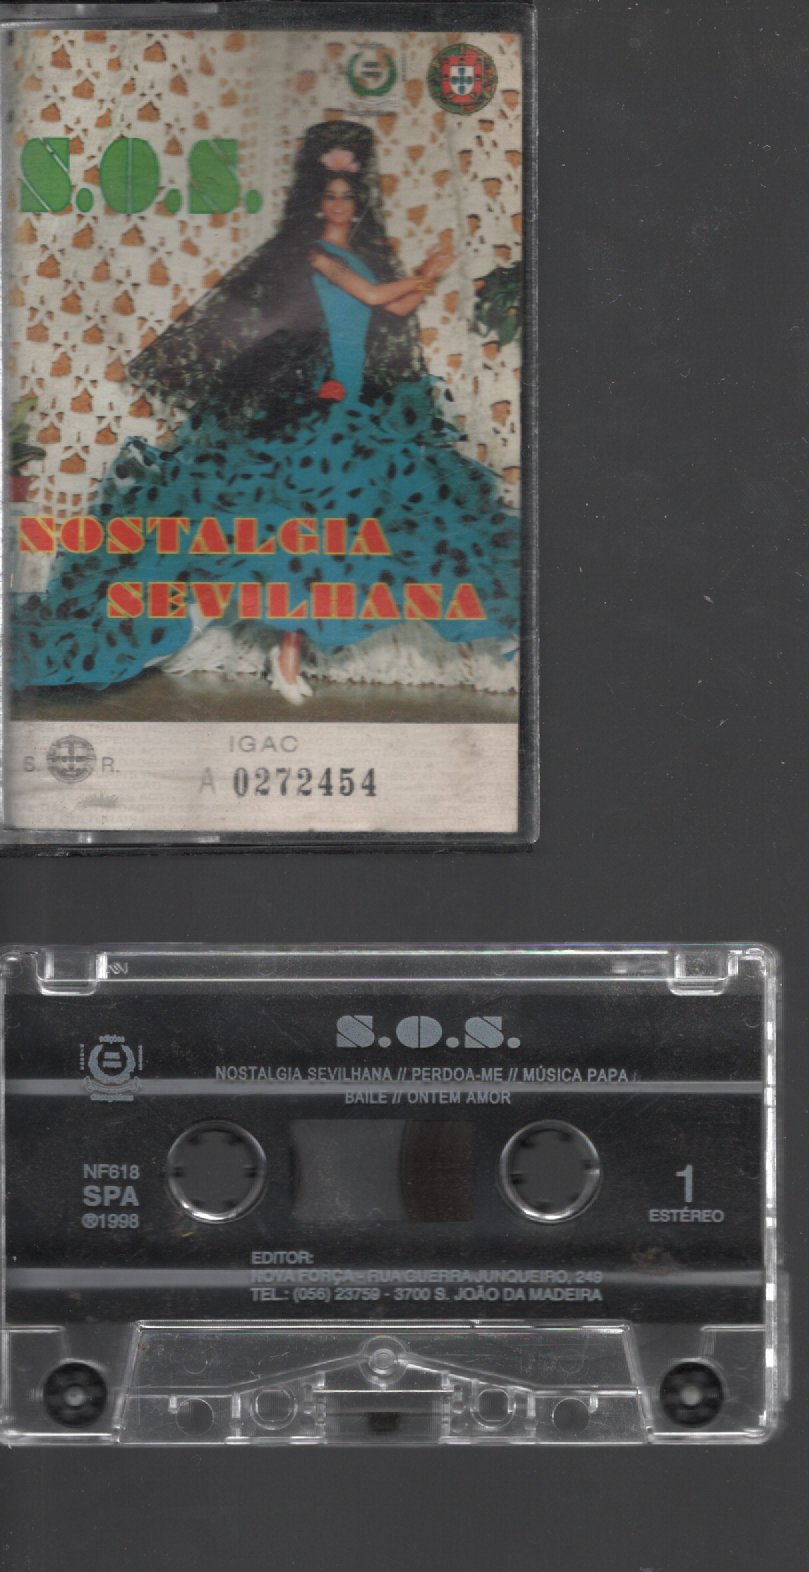 S.O.S.
NOSTALGIA
SEVILHANA
IGAC
S. R.
A 0272454
S.O.S.
edições
NOSTALGIA SEVILHANA // PERDOA-ME // MÚSICA PAPA
BAILE // ONTEM AMOR
NF618
SPA
℗1998
1
ESTÉREO
EDITOR:
NOVA FORÇA - RUA GUERRA JUNQUEIRO, 249
TEL.: (056) 23759 - 3700 S. JOÃO DA MADEIRA